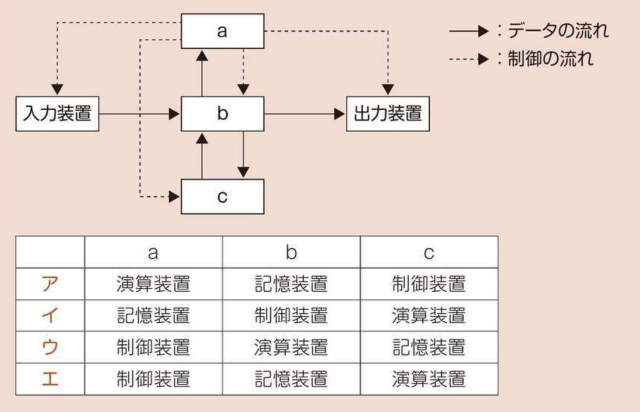 a
→：データの流れ
⇢：制御の流れ
入力装置
b
出力装置
c
a b c
ア 演算装置 記憶装置 制御装置
イ 記憶装置 制御装置 演算装置
ウ 制御装置 演算装置 記憶装置
エ 制御装置 記憶装置 演算装置